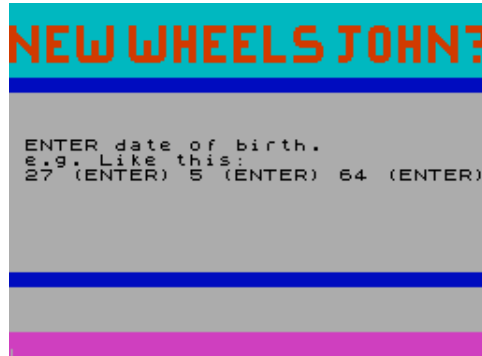 NEW WHEELS JOHN?
ENTER date of birth.
e.g. Like this:
27 (ENTER) 5 (ENTER) 64 (ENTER)